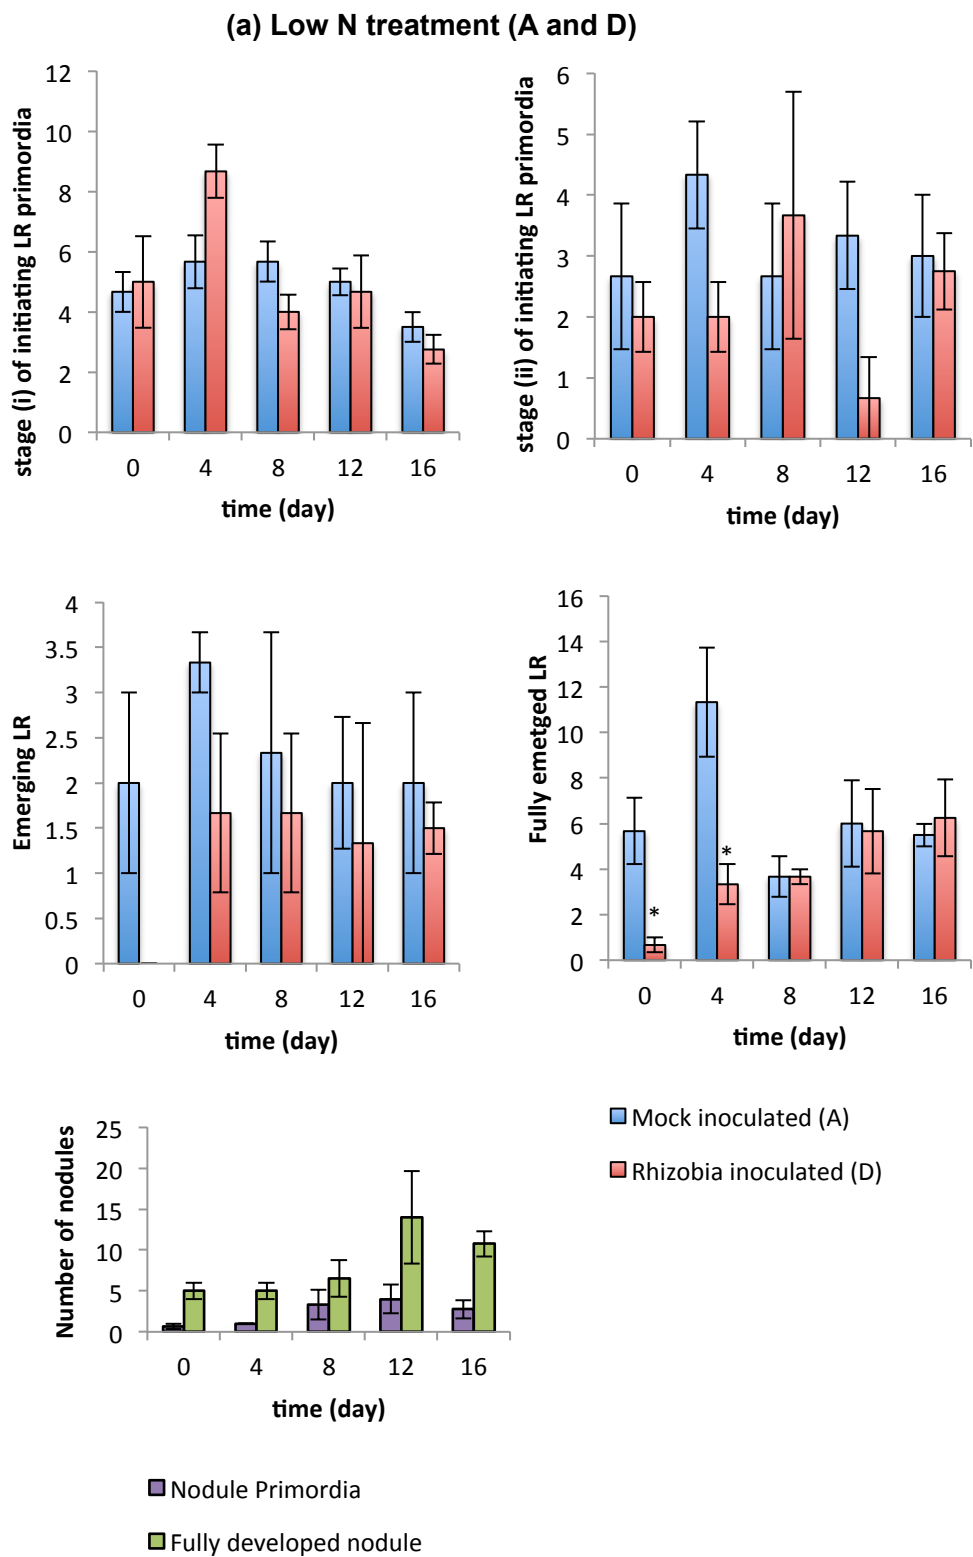 (a) Low N treatment (A and D)
stage (i) of initiating LR primordia
12
10
8
6
4
2
0
0 4 8 12 16
time (day)
stage (ii) of initiating LR primordia
6
5
4
3
2
1
0
0 4 8 12 16
time (day)
Emerging LR
4
3.5
3
2.5
2
1.5
1
0.5
0
0 4 8 12 16
time (day)
Fully emetged LR
16
14
12
10
8
6
4
2
0
*
*
0 4 8 12 16
time (day)
Mock inoculated (A)
Rhizobia inoculated (D)
Number of nodules
25
20
15
10
5
0
0 4 8 12 16
time (day)
Nodule Primordia
Fully developed nodule